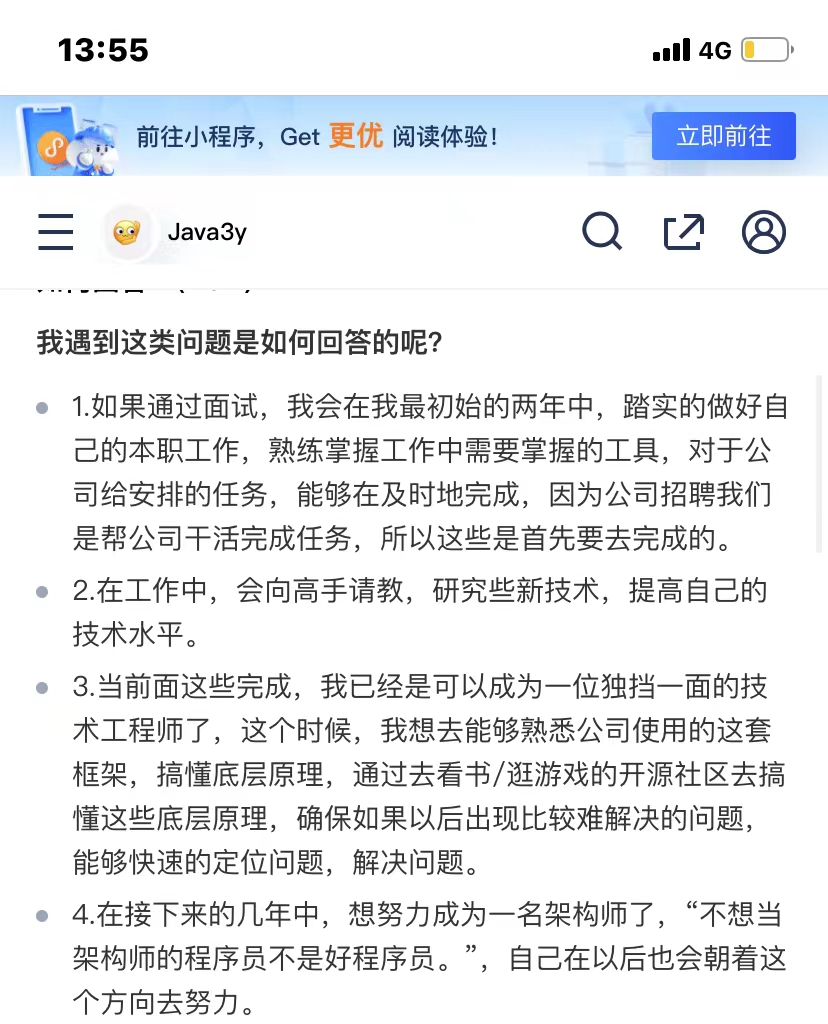 13:55
4G
前往小程序，Get 更优 阅读体验！
立即前往
Java3y
我遇到这类问题是如何回答的呢?
1.如果通过面试，我会在我最初始的两年中，踏实的做好自
己的本职工作，熟练掌握工作中需要掌握的工具，对于公
司给安排的任务，能够在及时地完成，因为公司招聘我们
是帮公司干活完成任务，所以这些是首先要去完成的。
2.在工作中，会向高手请教，研究些新技术，提高自己的
技术水平。
3.当前面这些完成，我已经是可以成为一位独挡一面的技
术工程师了，这个时候，我想去能够熟悉公司使用的这套
框架，搞懂底层原理，通过去看书/逛游戏的开源社区去搞
懂这些底层原理，确保如果以后出现比较难解决的问题，
能够快速的定位问题，解决问题。
4.在接下来的几年中，想努力成为一名架构师了，“不想当
架构师的程序员不是好程序员。”，自己在以后也会朝着这
个方向去努力。